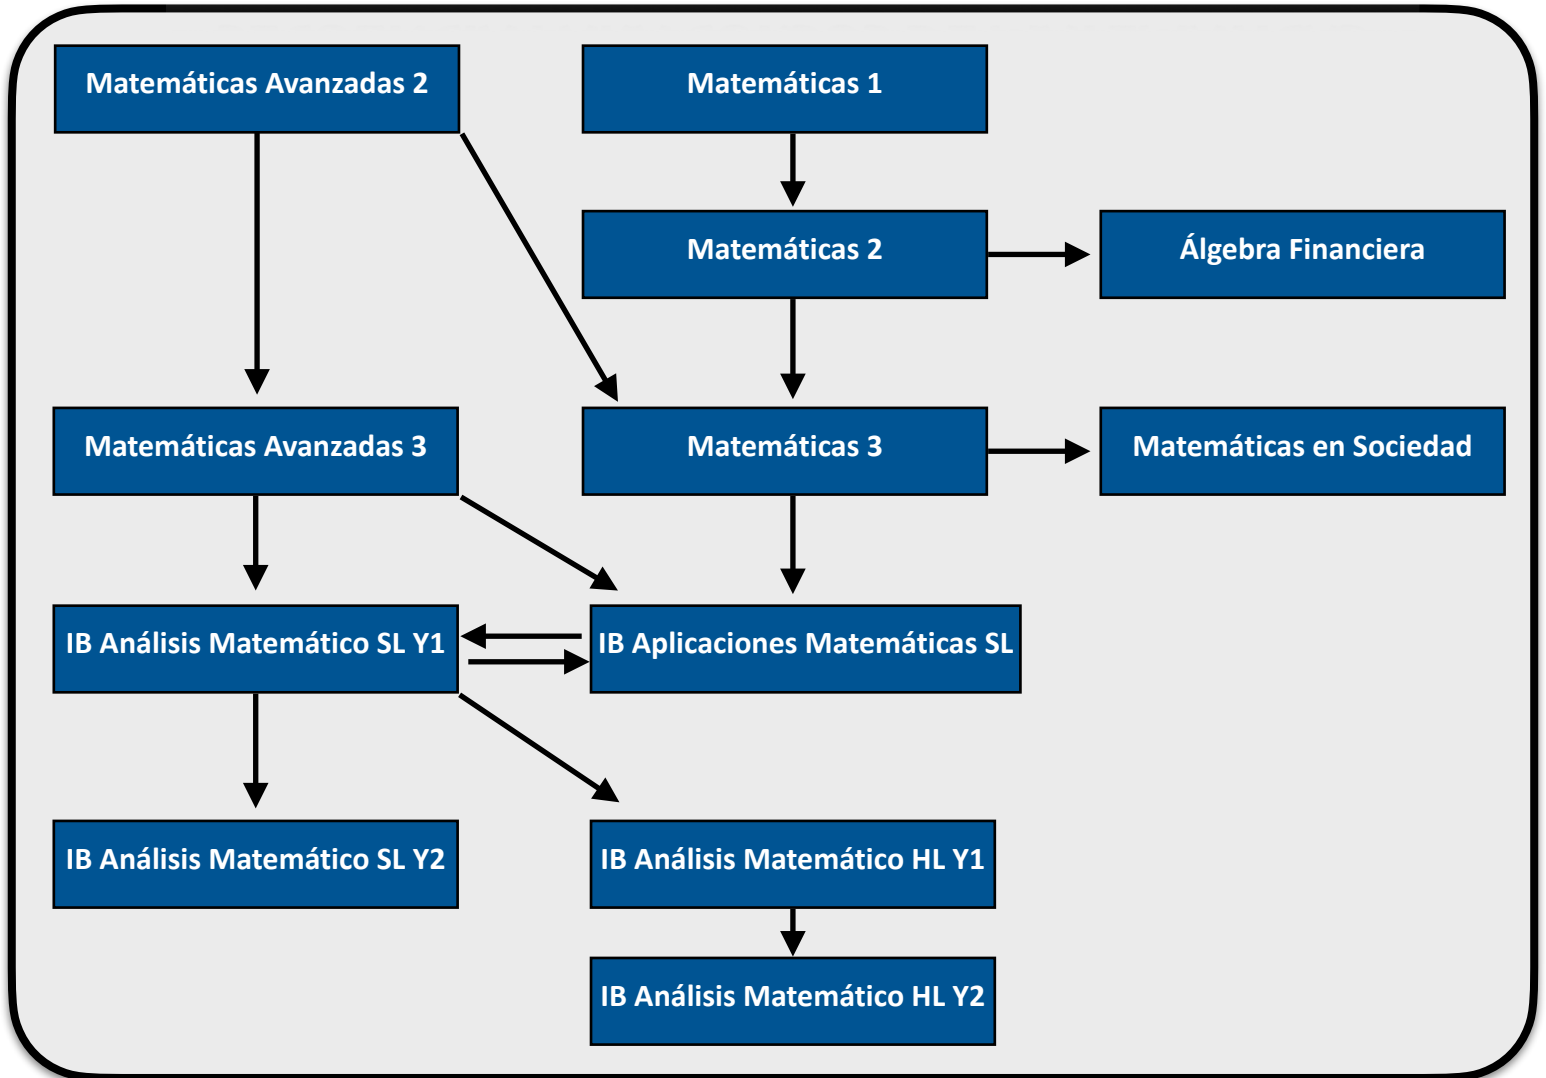 Matemáticas Avanzadas 2
Matemáticas 1
Matemáticas 2
Álgebra Financiera
Matemáticas Avanzadas 3
Matemáticas 3
Matemáticas en Sociedad
IB Análisis Matemático SL Y1
IB Aplicaciones Matemáticas SL
IB Análisis Matemático SL Y2
IB Análisis Matemático HL Y1
IB Análisis Matemático HL Y2